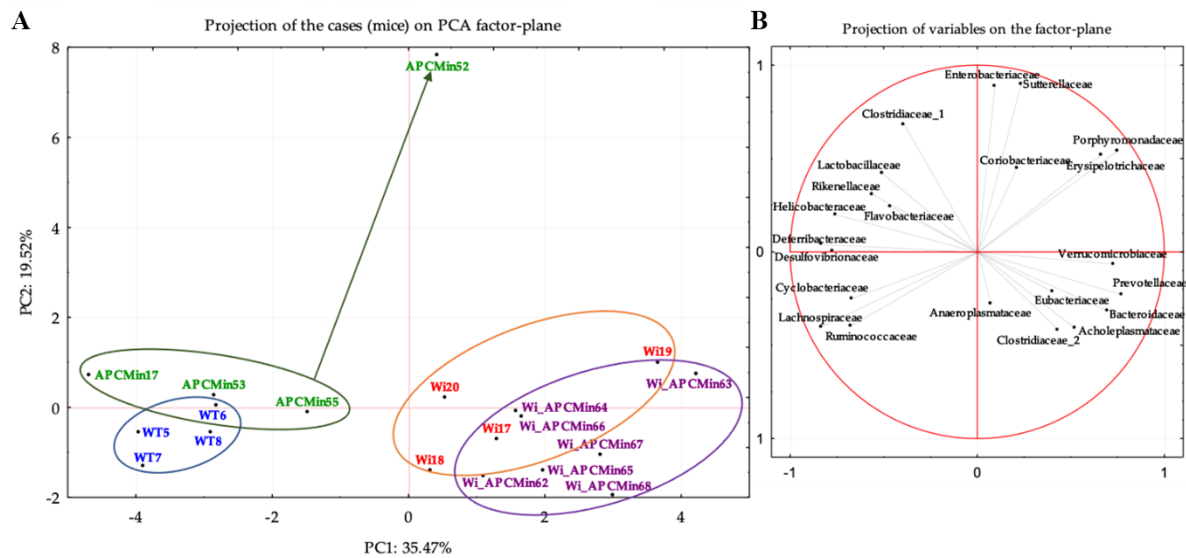 A
Projection of the cases (mice) on PCA factor-plane
8
6
4
2
0
-2
PC2: 19.52%
APCMin52
APCMin17
APCMin53
APCMin55
WT6
WT5
WT8
WT7
Wi19
Wi20
Wi_APCMin63
Wi_APCMin64
Wi_APCMin66
Wi17
Wi_APCMin67
Wi18
Wi_APCMin65
Wi_APCMin62
Wi_APCMin68
-4
-2
0
2
4
PC1: 35.47%
B
Projection of variables on the factor-plane
1
0
1
Enterobacteriaceae
Sutterellaceae
Clostridiaceae_1
Porphyromonadaceae
Coriobacteriaceae
Erysipelotrichaceae
Lactobacillaceae
Rikenellaceae
Helicobacteraceae
Flavobacteriaceae
Deferribacteraceae
Desulfovibrionaceae
Verrucomicrobiaceae
Cyclobacteriaceae
Prevotellaceae
Eubacteriaceae
Anaeroplasmataceae
Bacteroidaceae
Lachnospiraceae
Ruminococcaceae
Acholeplasmataceae
Clostridiaceae_2
-1
0
1